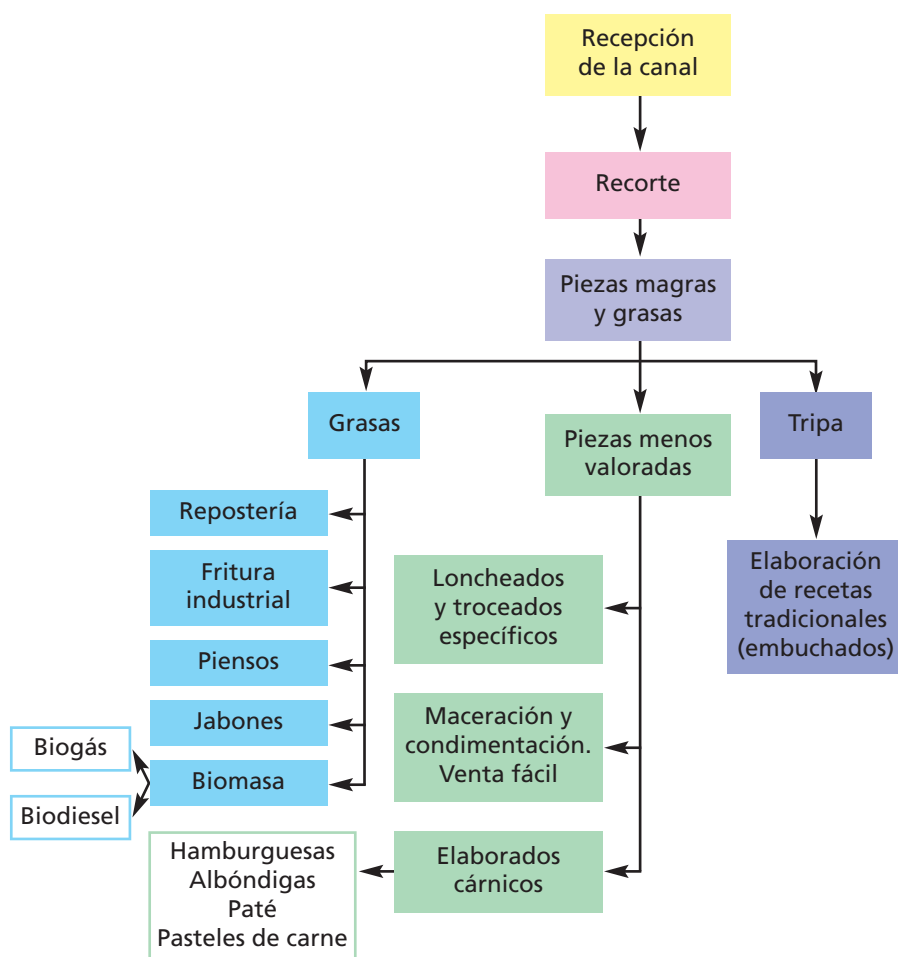 Recepción
de la canal
Recorte
Piezas magras
y grasas
Grasas
Piezas menos
valoradas
Tripa
Repostería
Fritura
industrial
Piensos
Jabones
Biomasa
Biogás
Biodiesel
Loncheados
y troceados
específicos
Maceración y
condimentación.
Venta fácil
Elaborados
cárnicos
Hamburguesas
Albóndigas
Paté
Pasteles de carne
Elaboración
de recetas
tradicionales
(embuchados)